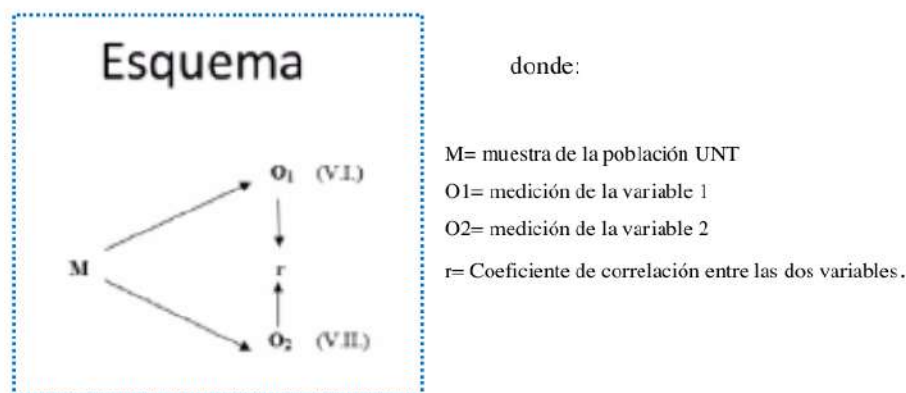 Esquema
O₁ (V.I.)
M
r
O₂ (V.II.)
donde:
M= muestra de la población UNT
O1= medición de la variable 1
O2= medición de la variable 2
r= Coeficiente de correlación entre las dos variables.